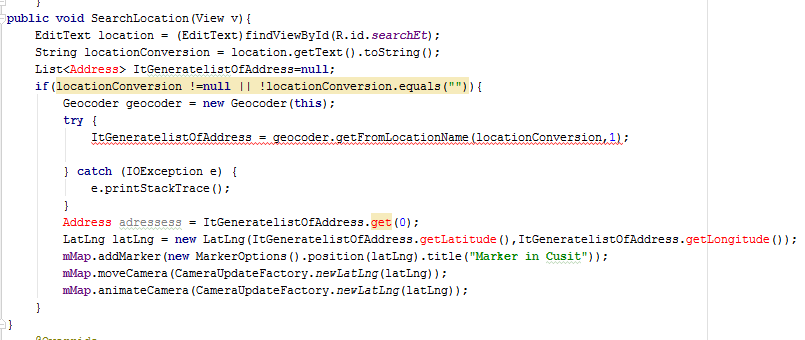 }
public void SearchLocation(View v){
EditText location = (EditText)findViewById(R.id.searchEt);
String locationConversion = location.getText().toString();
List<Address> ItGeneratelistOfAddress=null;
if(locationConversion !=null || !locationConversion.equals("")){
Geocoder geocoder = new Geocoder(this);
try {
ItGeneratelistOfAddress = geocoder.getFromLocationName(locationConversion,1);
} catch (IOException e) {
e.printStackTrace();
}
Address adressess = ItGeneratelistOfAddress.get(0);
LatLng latLng = new LatLng(ItGeneratelistOfAddress.getLatitude(),ItGeneratelistOfAddress.getLongitude());
mMap.addMarker(new MarkerOptions().position(latLng).title("Marker in Cusit"));
mMap.moveCamera(CameraUpdateFactory.newLatLng(latLng));
mMap.animateCamera(CameraUpdateFactory.newLatLng(latLng));
}
}
@Override